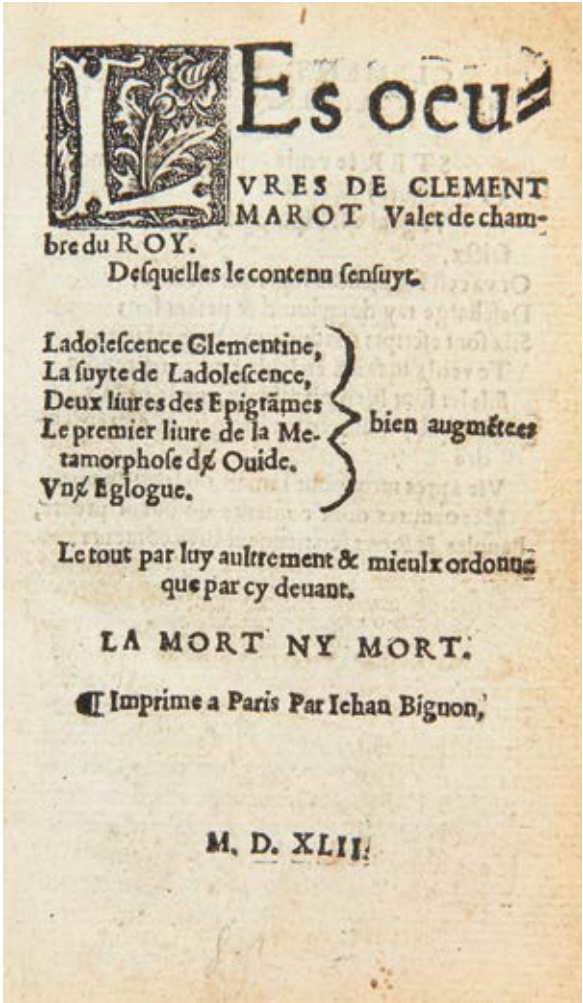 LEs oeu⸗
VRES DE CLEMENT
MAROT Valet de cham-
bre du ROY.
Deſquelles le contenu ſenſuyt.
Ladoleſcence Clementine,
La ſuyte de Ladoleſcence,
Deux liures des Epigrãmes
Le premier liure de la Me-
tamorphoſe dɇ Ouide.
Vnɇ Eglogue.
bien augmẽtees
Le tout par luy aultrement & mieulx ordonne
que par cy deuant.
LA MORT NY MORT.
¶ Imprime a Paris Par Iehan Bignon,
M. D. XLII.